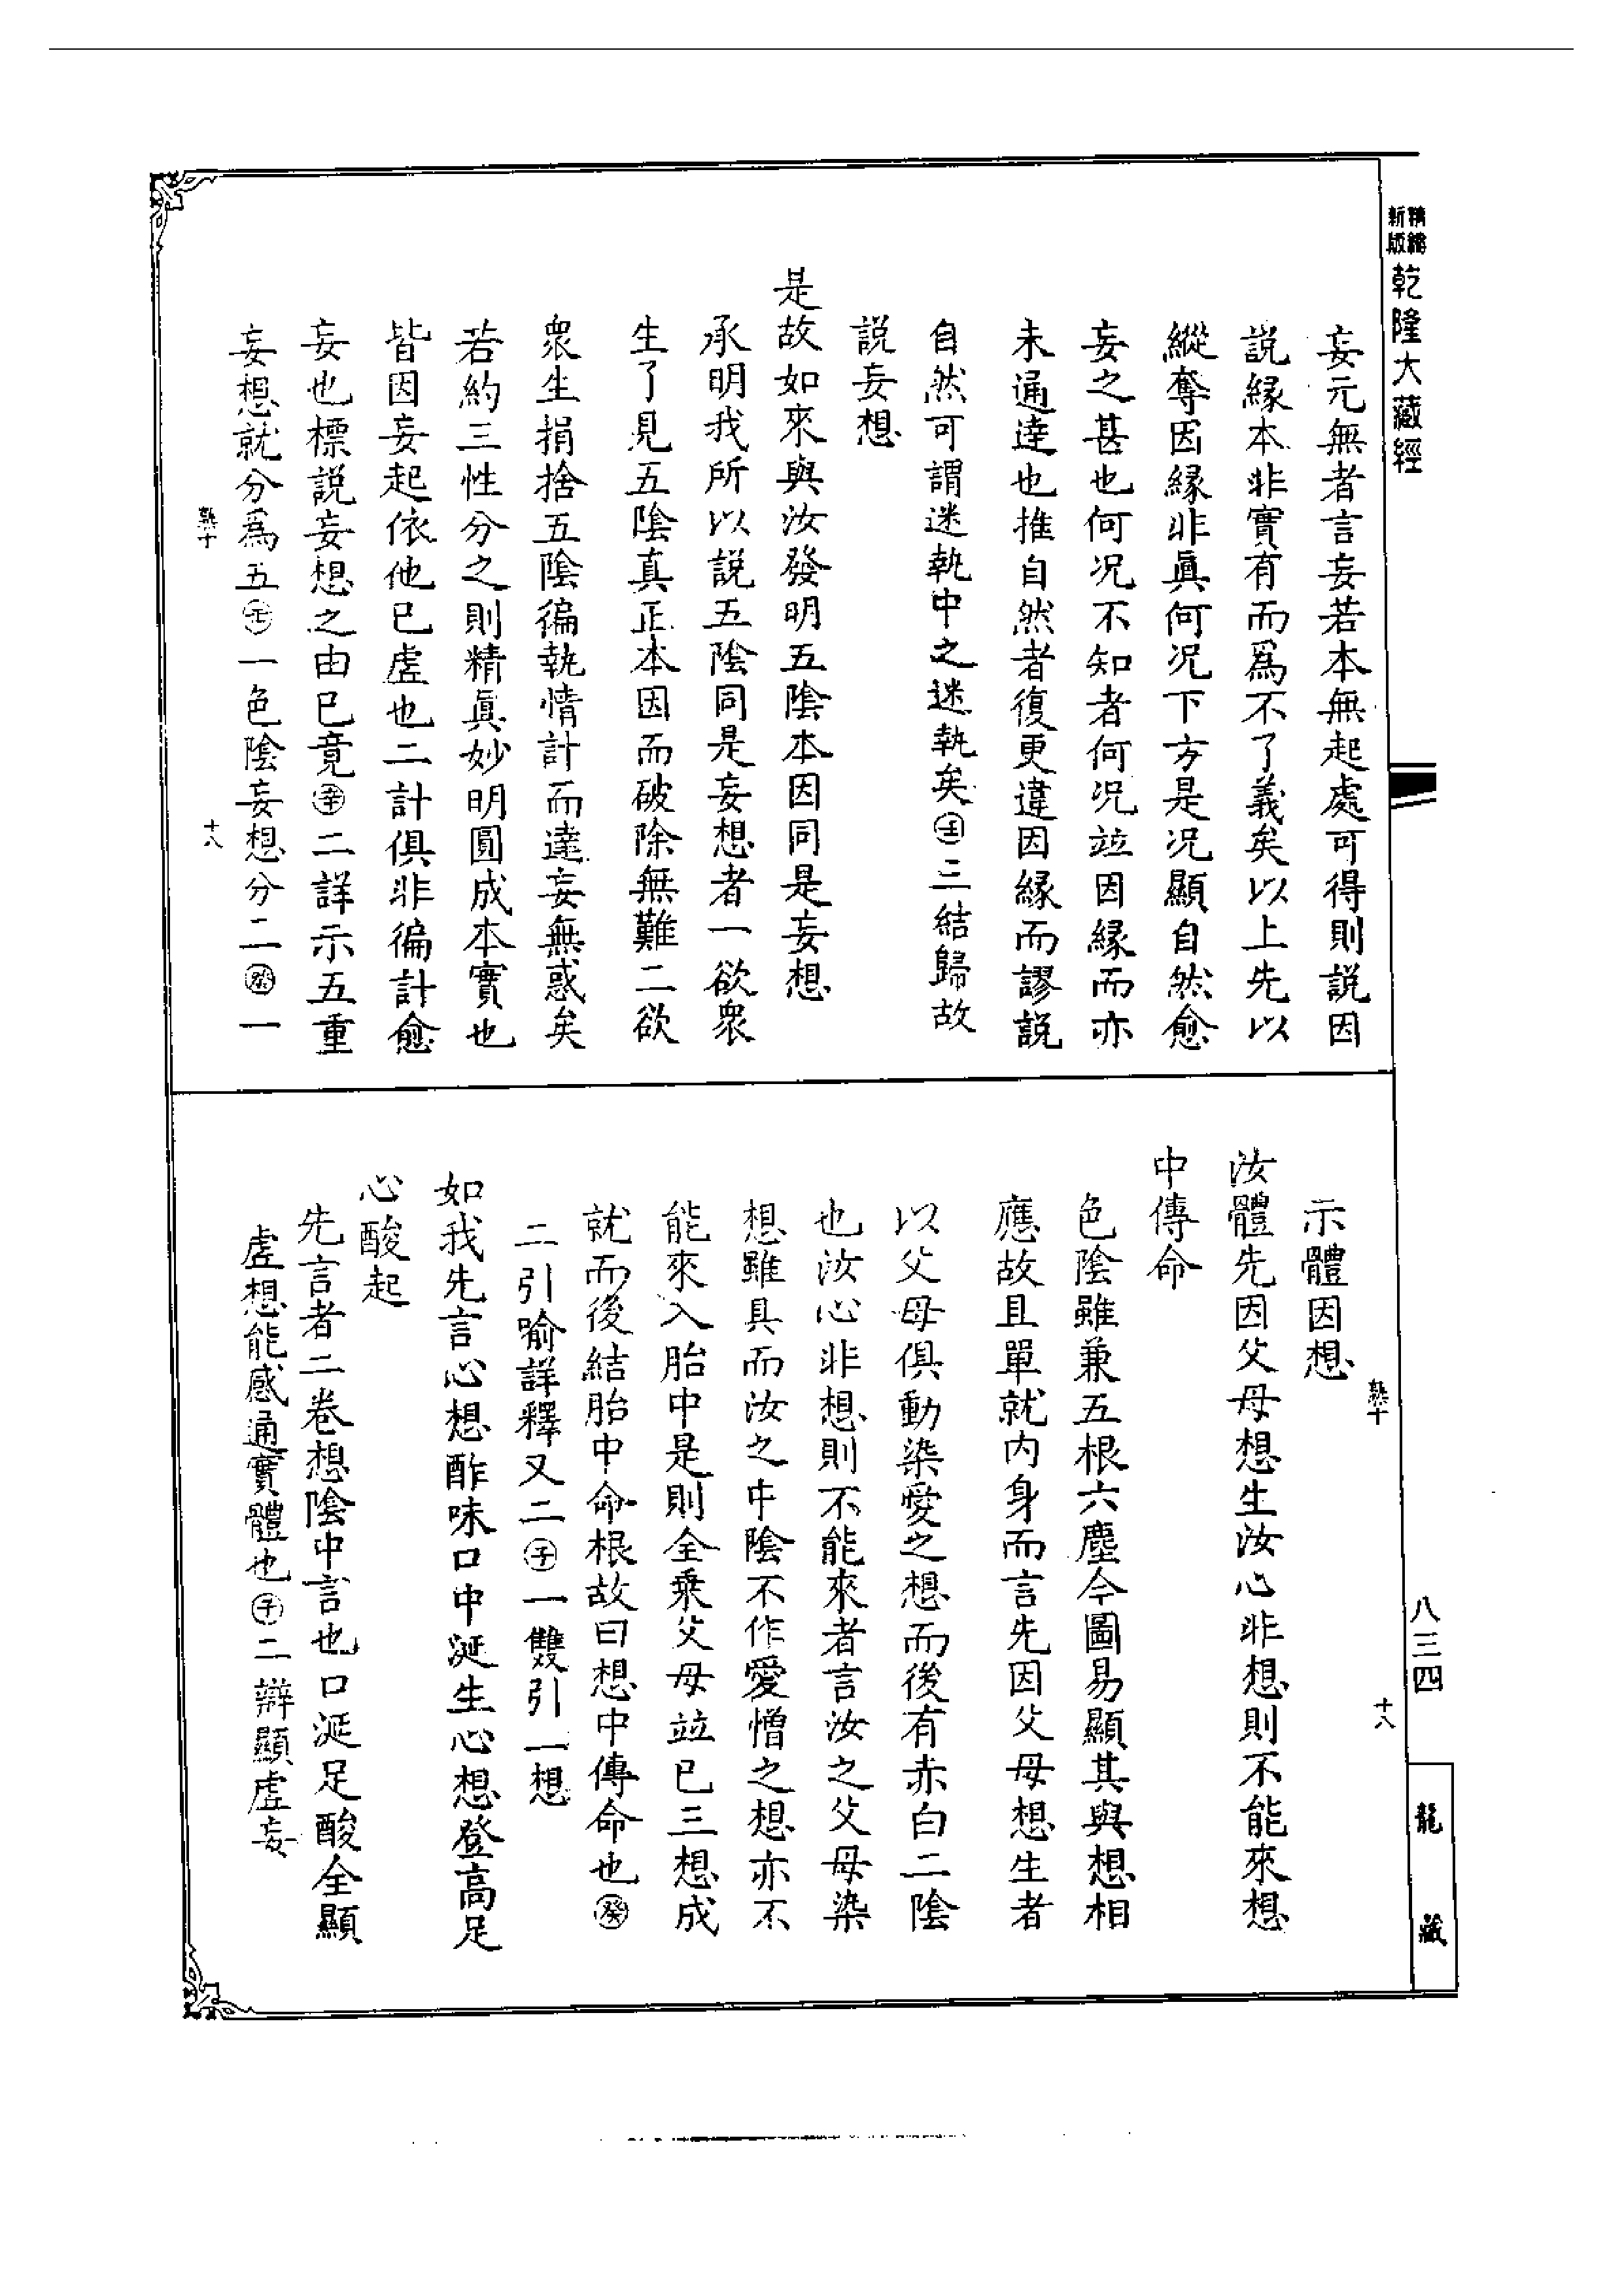 精縮
新版
乾隆大藏經
妄元無者言妄若本無起處可得則説因
説緣本非實有而爲不了義矣以上先以
縱奪因緣非眞何況下方是況顯自然愈
妄之甚也何況不知者何況竝因緣而亦
未通達也推自然者復更違因緣而謬説
自然可謂迷執中之迷執矣㊣三結歸故
説妄想
是故如來與汝發明五陰本因同是妄想
承明我所以説五陰同是妄想者一欲衆
生了見五陰真正本因而破除無難二欲
衆生捐捨五陰徧執情計而達妄無惑矣
若約三性分之則精眞妙明圓成本實也
皆因妄起依他已虛也二計俱非徧計愈
妄也標説妄想之由已竟辛二詳示五重
妄想就分爲五壬一色陰妄想分二癸一
熟十
十八
熟十
十八
示體因想
汝體先因父母想生汝心非想則不能來想
中傳命
色陰雖兼五根六塵今圖易顯其與想相
應故且單就内身而言先因父母想生者
以父母俱動染愛之想而後有赤白二陰
也汝心非想則不能來者言汝之父母染
想雖具而汝之中陰不作愛憎之想亦不
能來入胎中是則全乘父母竝已三想成
就而後結胎中命根故曰想中傳命也癸
二引喻詳釋又二子一雙引一想
如我先言心想酢味口中涎生心想登高足
心酸起
先言者二卷想陰中言也口涎足酸全顯
虛想能感通實體也子二辯顯虛妄
八三四
龍藏